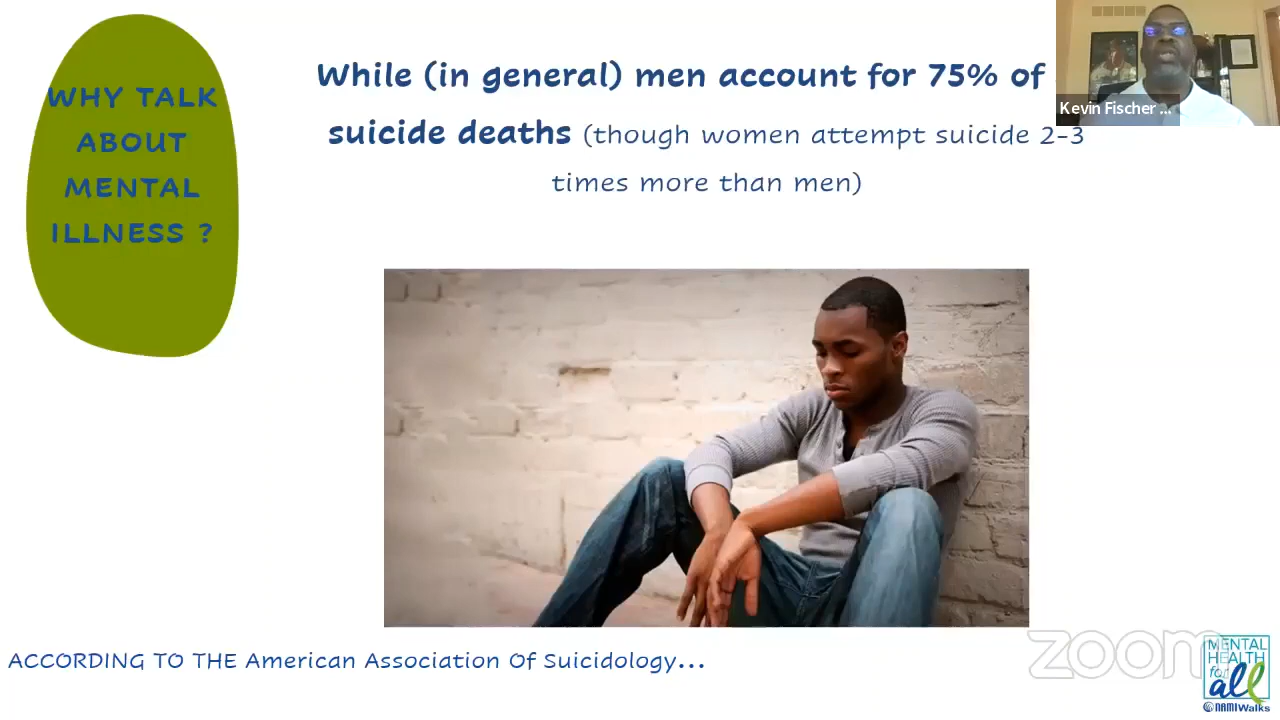 WHY TALK
ABOUT
MENTAL
ILLNESS ?
While (in general) men account for 75% of
suicide deaths (though women attempt suicide 2-3
times more than men)
Kevin Fischer ...
ACCORDING TO THE American Association Of Suicidology...
zoom
MENTAL
HEALTH
for
all
NAMIWalks